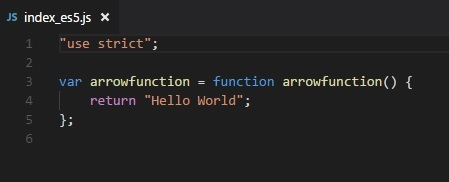 JS index_es5.js ×
1 "use strict";
2
3 var arrowfunction = function arrowfunction() {
4     return "Hello World";
5 };
6